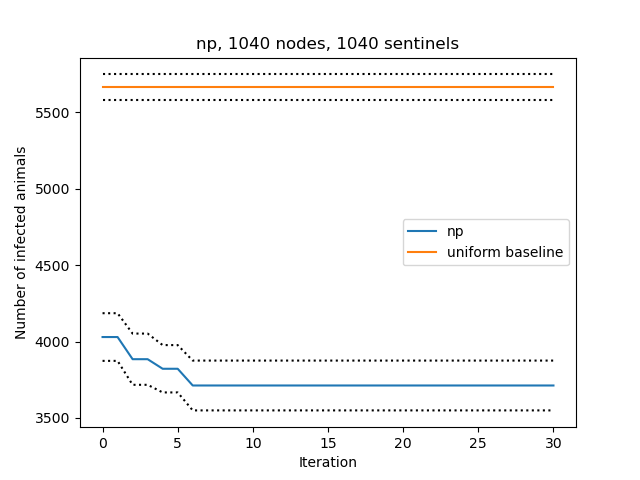 np, 1040 nodes, 1040 sentinels
Number of infected animals
5500
5000
4500
4000
3500
np
uniform baseline
0 5 10 15 20 25 30
Iteration